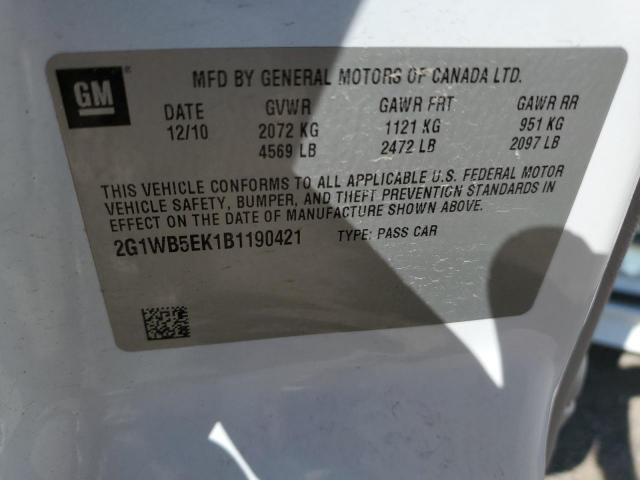 GM
MFD BY GENERAL MOTORS OF CANADA LTD.
DATE GVWR GAWR FRT GAWR RR
12/10 2072 KG 1121 KG 951 KG
4569 LB 2472 LB 2097 LB
THIS VEHICLE CONFORMS TO ALL APPLICABLE U.S. FEDERAL MOTOR
VEHICLE SAFETY, BUMPER, AND THEFT PREVENTION STANDARDS IN
EFFECT ON THE DATE OF MANUFACTURE SHOWN ABOVE.
2G1WB5EK1B1190421 TYPE: PASS CAR